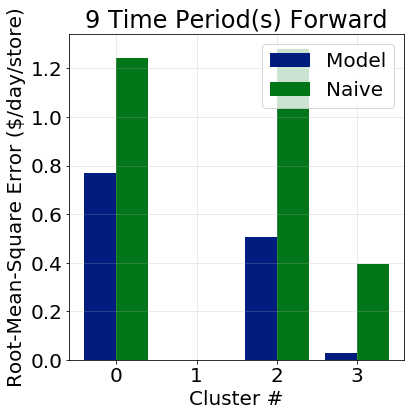 9 Time Period(s) Forward
Root-Mean-Square Error ($/day/store)
1.2
1.0
0.8
0.6
0.4
0.2
0.0
Model
Naive
0 1 2 3
Cluster #